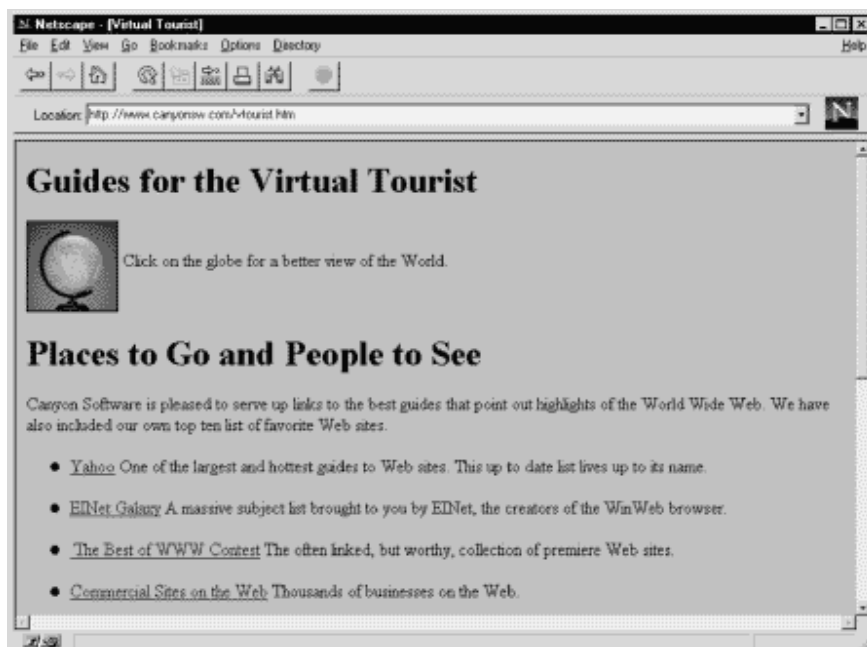 Netscape - [Virtual Tourist]
File Edit View Go Bookmarks Options Directory Help
Location: http://www.canyonsw.com/vtourist.htm
N
Guides for the Virtual Tourist
Click on the globe for a better view of the World.
Places to Go and People to See
Canyon Software is pleased to serve up links to the best guides that point out highlights of the World Wide Web. We have
also included our own top ten list of favorite Web sites.
Yahoo One of the largest and hottest guides to Web sites. This up to date list lives up to its name.
EINet Galaxy A massive subject list brought to you by EINet, the creators of the WinWeb browser.
The Best of WWW Contest The often linked, but worthy, collection of premiere Web sites.
Commercial Sites on the Web Thousands of businesses on the Web.